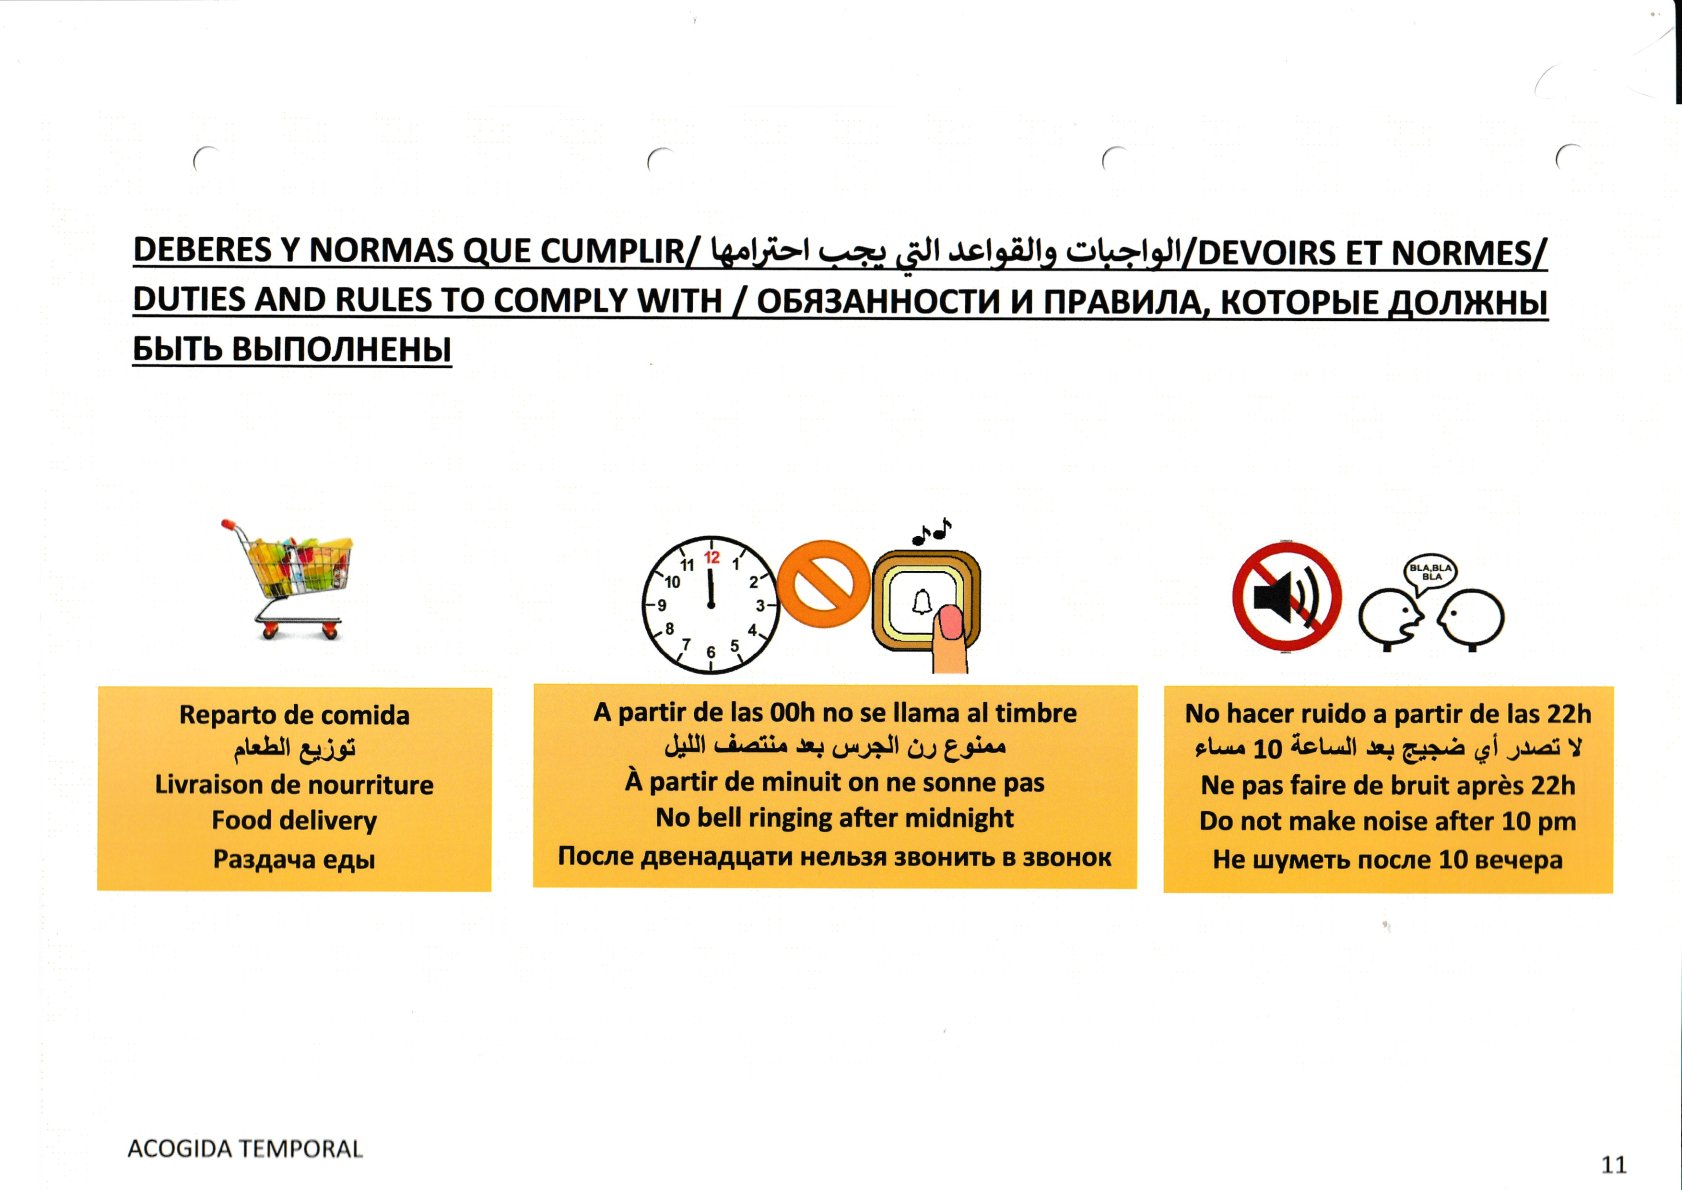 DEBERES Y NORMAS QUE CUMPLIR/ الواجبات والقواعد التي يجب احترامها/DEVOIRS ET NORMES/
DUTIES AND RULES TO COMPLY WITH / ОБЯЗАННОСТИ И ПРАВИЛА, КОТОРЫЕ ДОЛЖНЫ
БЫТЬ ВЫПОЛНЕНЫ
12
1
2
3
4
5
6
7
8
9
10
11
BLA,BLA
BLA
Reparto de comida
توزيع الطعام
Livraison de nourriture
Food delivery
Раздача еды
A partir de las 00h no se llama al timbre
ممنوع رن الجرس بعد منتصف الليل
À partir de minuit on ne sonne pas
No bell ringing after midnight
После двенадцати нельзя звонить в звонок
No hacer ruido a partir de las 22h
لا تصدر أي ضجيج بعد الساعة 10 مساء
Ne pas faire de bruit après 22h
Do not make noise after 10 pm
Не шуметь после 10 вечера
ACOGIDA TEMPORAL
11